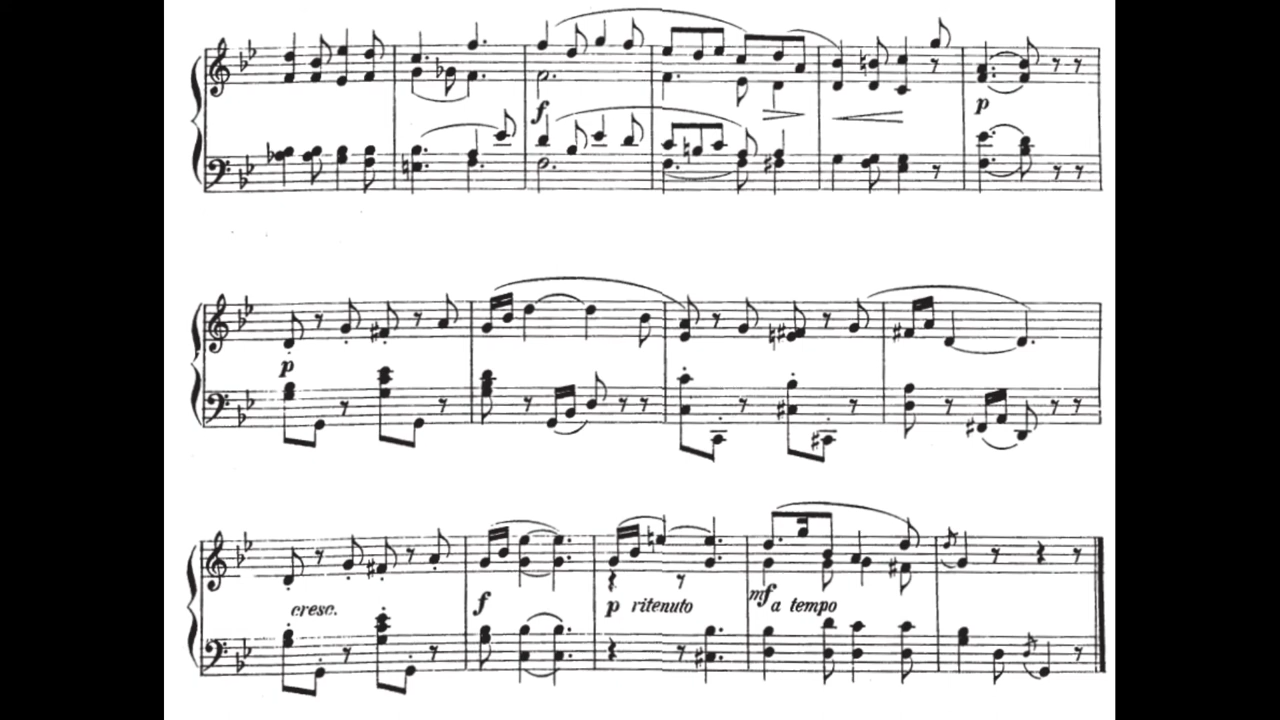 f
p
p
cresc.
f
p ritenuto
mf
a tempo